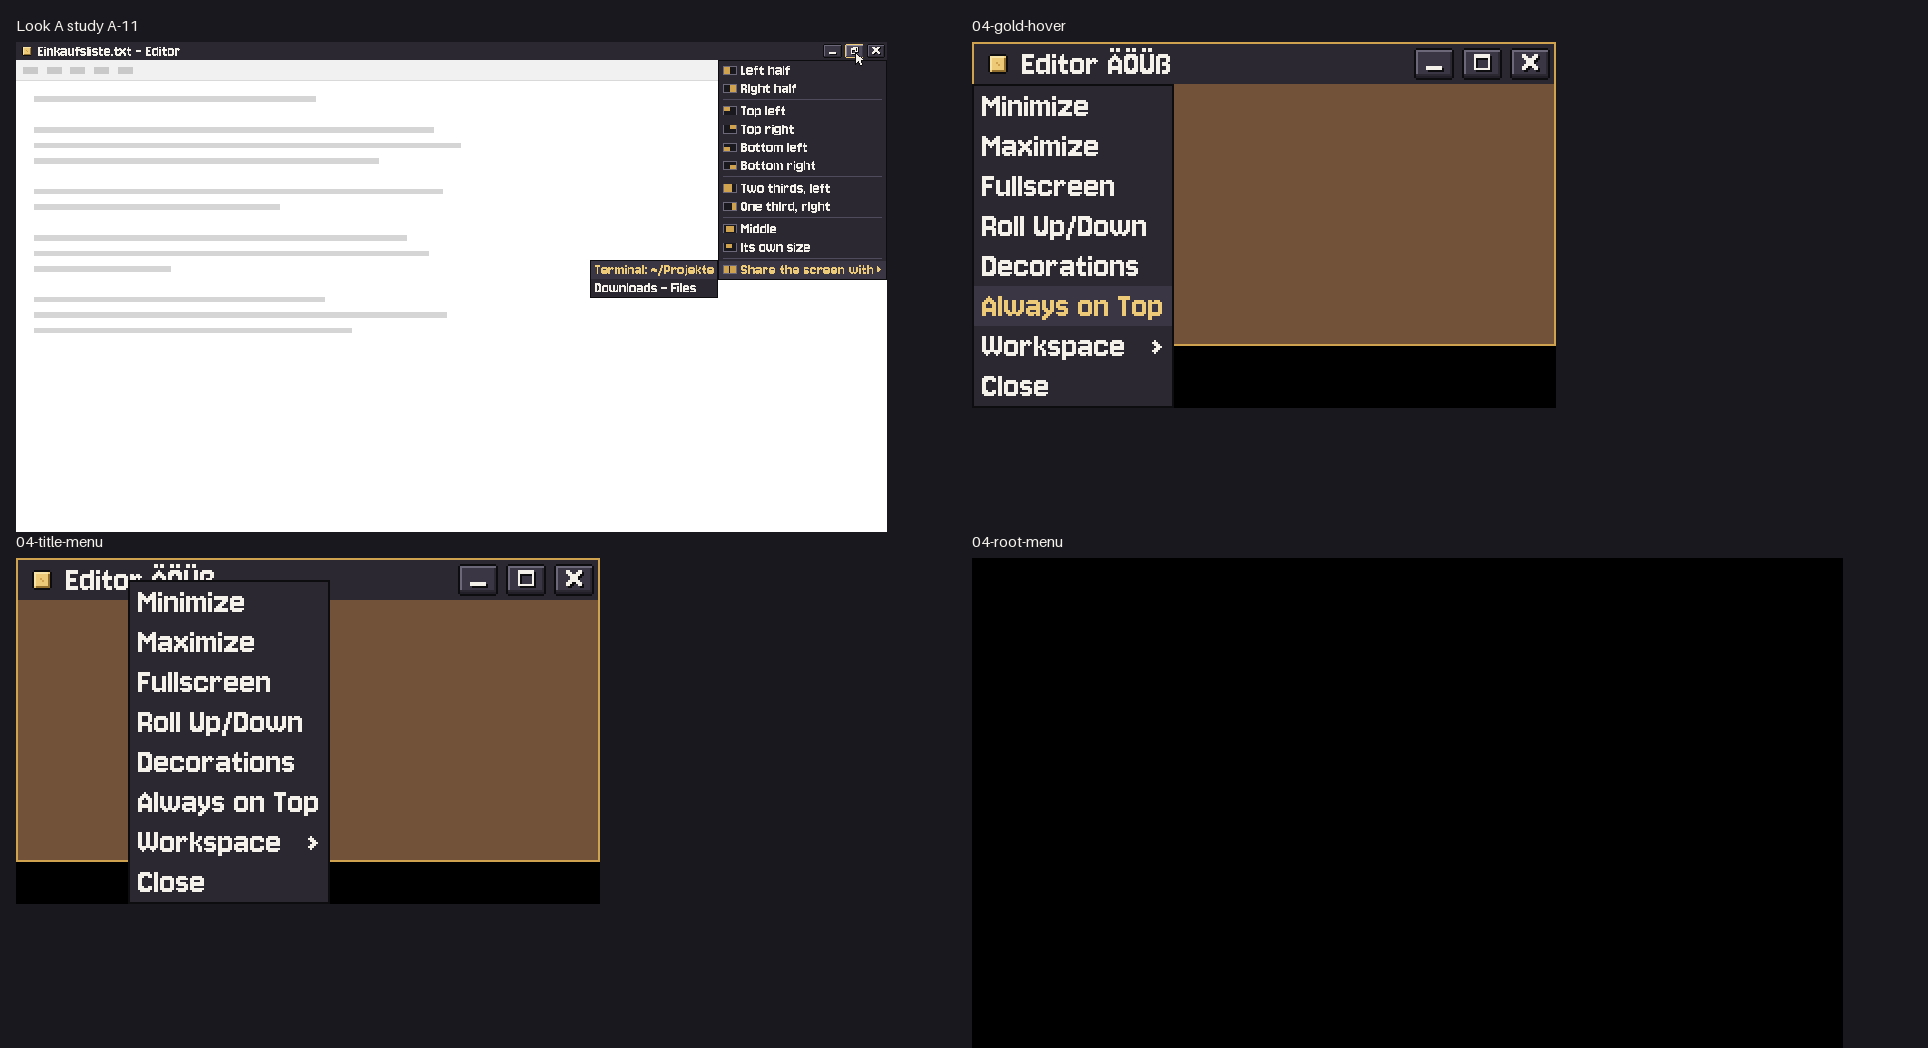 Look A study A-11
Einkaufsliste.txt – Editor
Left half
Right half
Top left
Top right
Bottom left
Bottom right
Two thirds, left
One third, right
Middle
Its own size
Share the screen with
Terminal: ~/Projekte
Downloads – Files
04-gold-hover
Editor ÄÖÜß
Minimize
Maximize
Fullscreen
Roll Up/Down
Decorations
Always on Top
Workspace
Close
04-title-menu
Editor ÄÖÜß
Minimize
Maximize
Fullscreen
Roll Up/Down
Decorations
Always on Top
Workspace
Close
04-root-menu